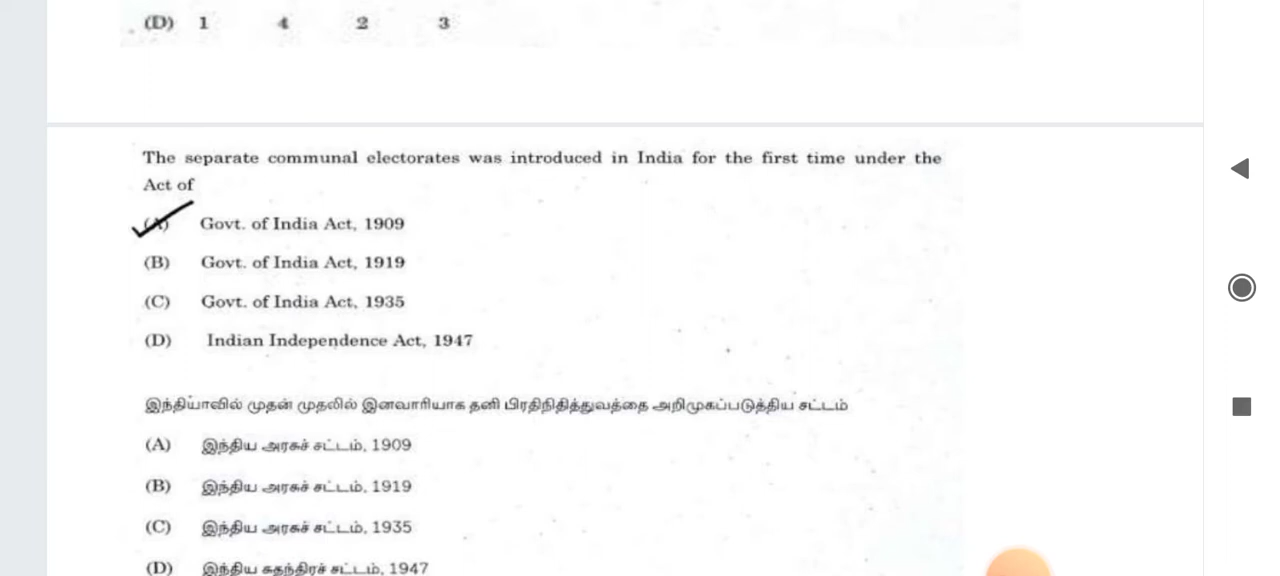 (D) 1 4 2 3
The separate communal electorates was introduced in India for the first time under the
Act of
(A) Govt. of India Act, 1909
(B) Govt. of India Act, 1919
(C) Govt. of India Act, 1935
(D) Indian Independence Act, 1947
இந்தியாவில் முதன் முதலில் இனவாரியாக தனி பிரதிநிதித்துவத்தை அறிமுகப்படுத்திய சட்டம்
(A) இந்திய அரசுச் சட்டம், 1909
(B) இந்திய அரசுச் சட்டம், 1919
(C) இந்திய அரசுச் சட்டம், 1935
(D) இந்திய சுதந்திரச் சட்டம், 1947